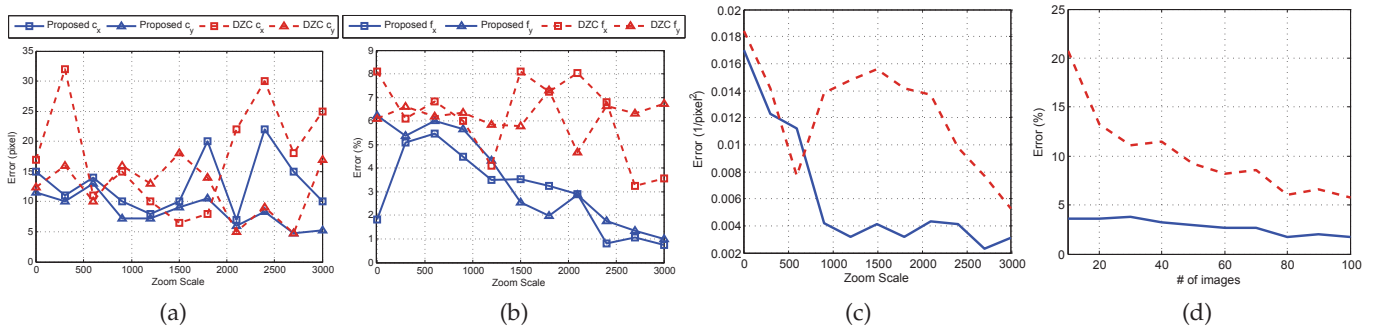 Proposed c_x Proposed c_y DZC c_x DZC c_y
35
30
25
20
15
10
5
0
Error (pixel)
0 500 1000 1500 2000 2500 3000
Zoom Scale
(a)
Proposed f_x Proposed f_y DZC f_x DZC f_y
9
8
7
6
5
4
3
2
1
0
Error (%)
0 500 1000 1500 2000 2500 3000
Zoom Scale
(b)
0.02
0.018
0.016
0.014
0.012
0.01
0.008
0.006
0.004
0.002
Error (1/pixel²)
0 500 1000 1500 2000 2500 3000
Zoom Scale
(c)
25
20
15
10
5
0
Error (%)
20 40 60 80 100
# of images
(d)